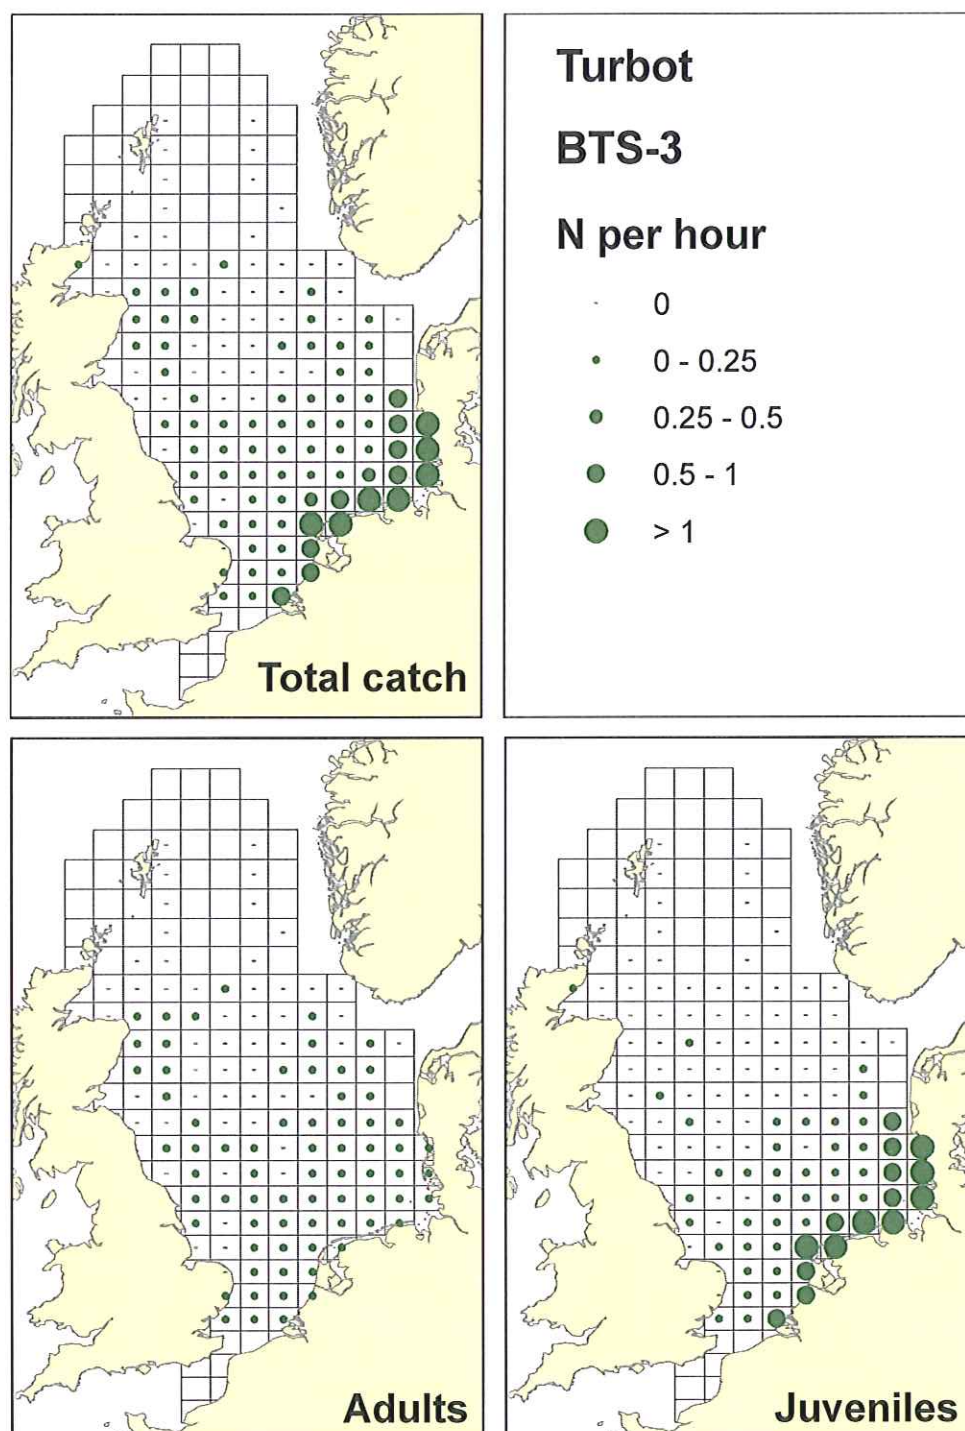 Turbot
BTS-3
N per hour
- 0
0 - 0.25
0.25 - 0.5
0.5 - 1
> 1
Total catch
Adults
Juveniles